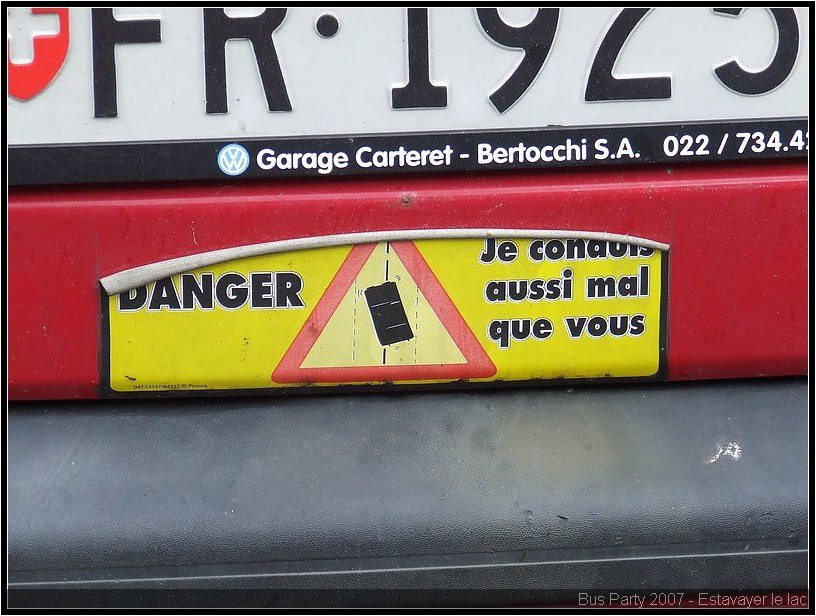 FR·1925
Garage Carteret - Bertocchi S.A. 022 / 734.4
DANGER
Je conduis
aussi mal
que vous
Bus Party 2007 - Estavayer le lac